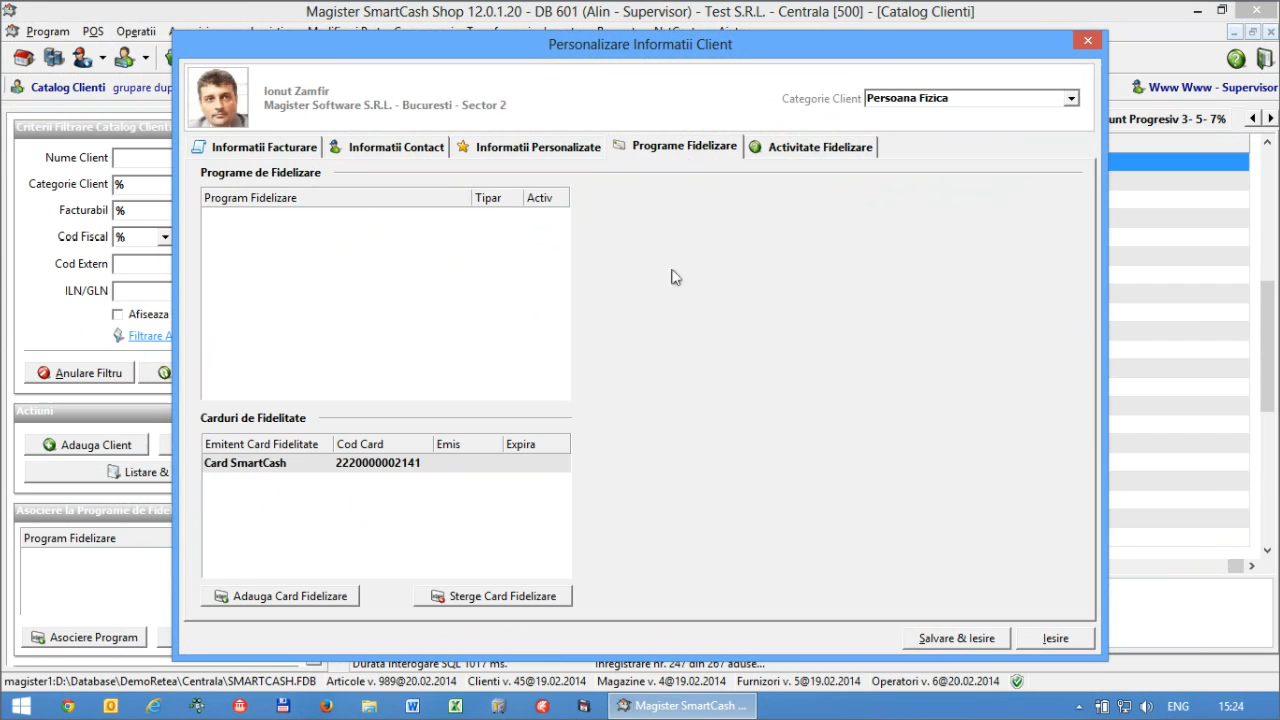 Magister SmartCash Shop 12.0.1.20 - DB 601 (Alin - Supervisor) - Test S.R.L. - Centrala [500] - [Catalog Clienti]
Program POS Operatii
Personalizare Informatii Client
Catalog Clienti grupare dup
Www Www - Supervisor
Ionut Zamfir
Magister Software S.R.L. - Bucuresti - Sector 2
Categorie Client Persoana Fizica
Criterii Filtrare Catalog Clienti
unt Progresiv 3- 5- 7%
Informatii Facturare Informatii Contact Informatii Personalizate Programe Fidelizare Activitate Fidelizare
Nume Client
Categorie Client %
Facturabil %
Cod Fiscal %
Cod Extern
ILN/GLN
Afiseaza
Filtrare A
Anulare Filtru
Actiuni
Adauga Client
Listare &
Asociere la Programe de Fidel
Program Fidelizare
Asociere Program
Programe de Fidelizare
Program Fidelizare Tipar Activ
Carduri de Fidelitate
Emitent Card Fidelitate Cod Card Emis Expira
Card SmartCash 2220000002141
Adauga Card Fidelizare Sterge Card Fidelizare
Salvare & Iesire Iesire
Durata Interogare SQL 1017 ms. Inregistrare nr. 247 din 267 aduse...
magister1:D:\Database\DemoRetea\Centrala\SMARTCASH.FDB Articole v. 989@20.02.2014 Clienti v. 45@19.02.2014 Magazine v. 4@19.02.2014 Furnizori v. 5@19.02.2014 Operatori v. 6@20.02.2014
Magister SmartCash ... ENG 15:24